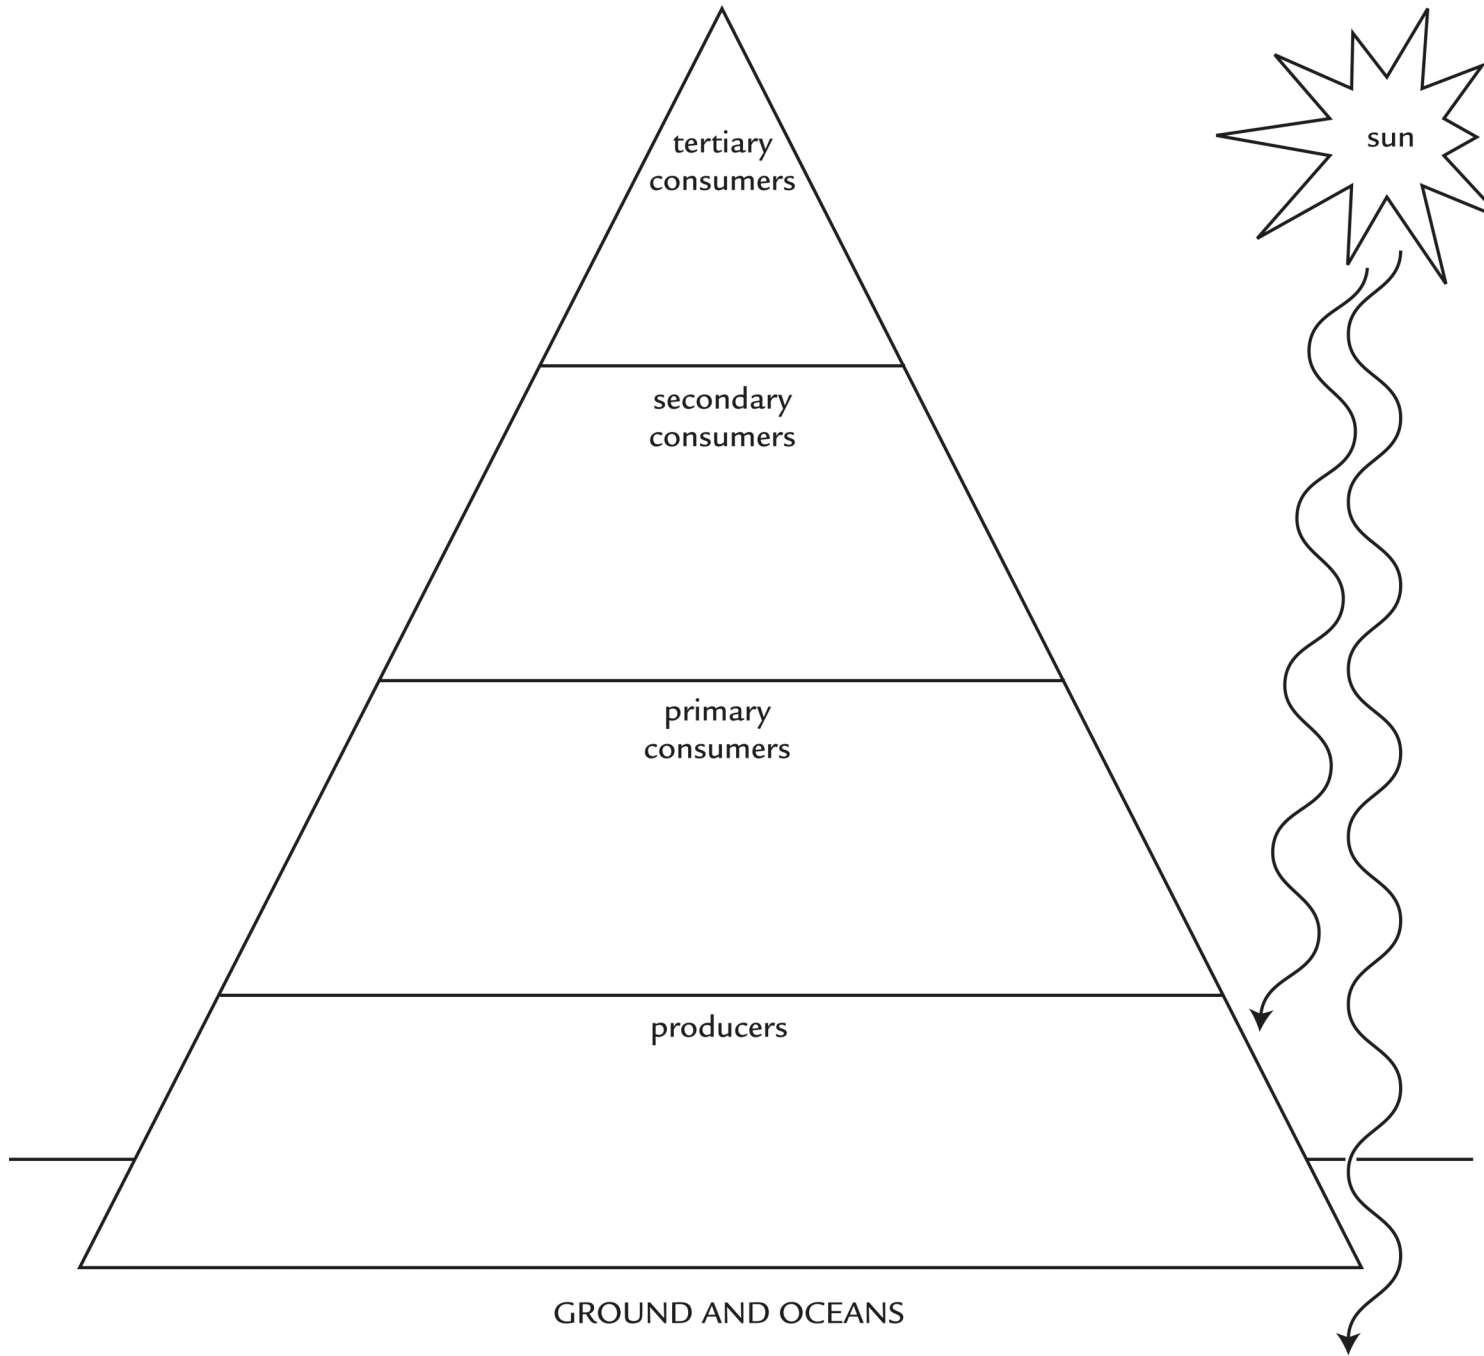 tertiary
consumers
sun
secondary
consumers
primary
consumers
producers
GROUND AND OCEANS